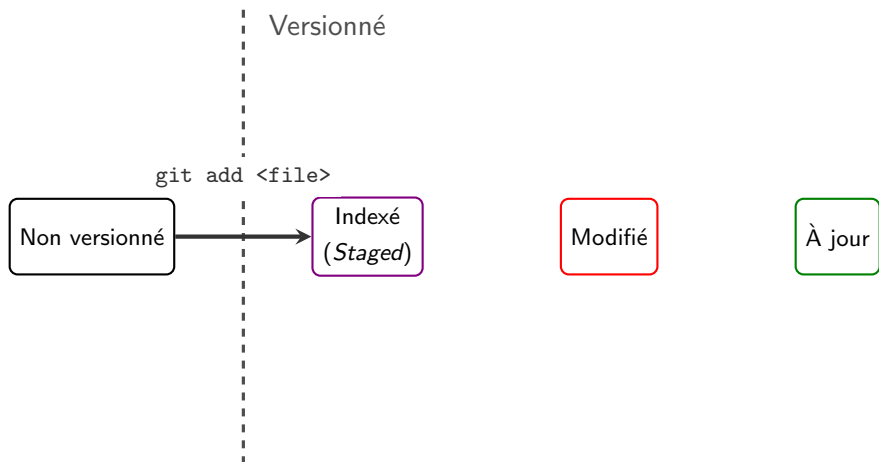 Versionné
git add <file>
Non versionné
Indexé
(Staged)
Modifié
À jour